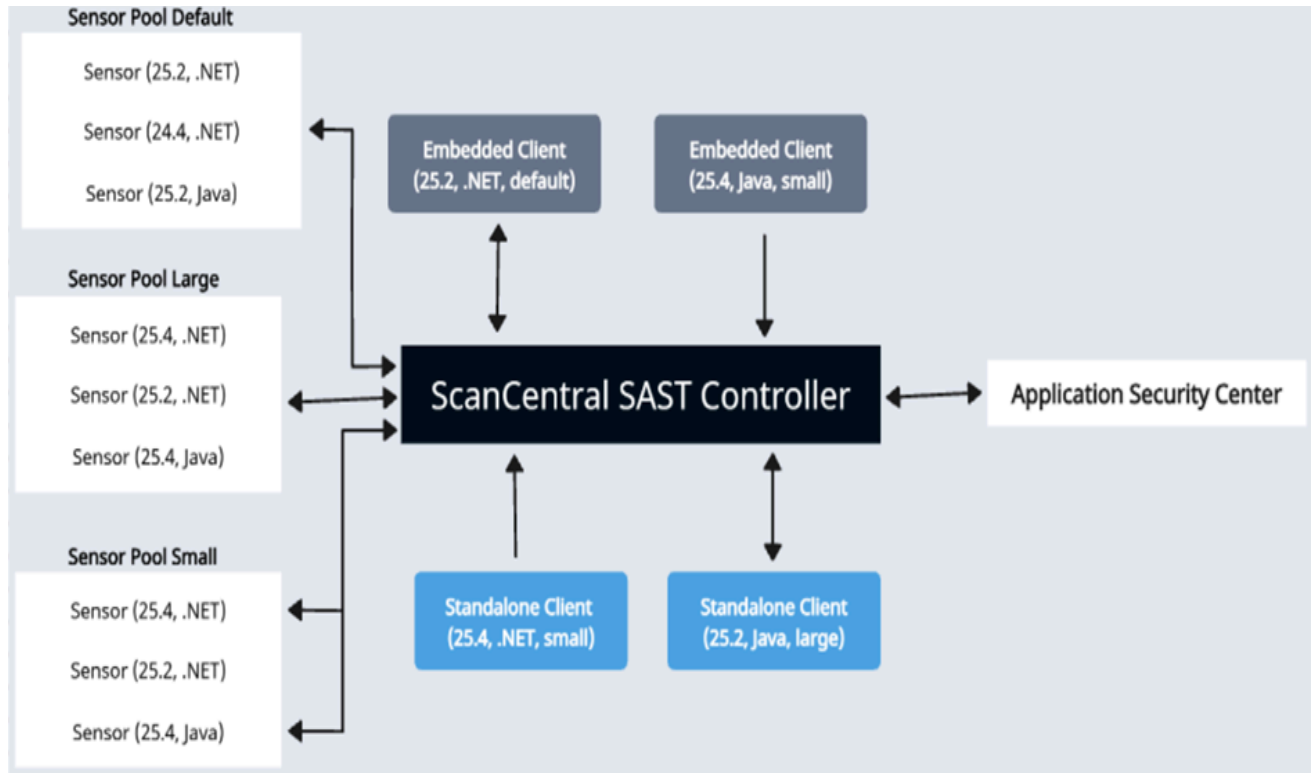 Sensor Pool Default
Sensor (25.2, .NET)
Sensor (24.4, .NET)
Sensor (25.2, Java)
Sensor Pool Large
Sensor (25.4, .NET)
Sensor (25.2, .NET)
Sensor (25.4, Java)
Sensor Pool Small
Sensor (25.4, .NET)
Sensor (25.2, .NET)
Sensor (25.4, Java)
Embedded Client
(25.2, .NET, default)
Embedded Client
(25.4, Java, small)
ScanCentral SAST Controller
Standalone Client
(25.4, .NET, small)
Standalone Client
(25.2, Java, large)
Application Security Center